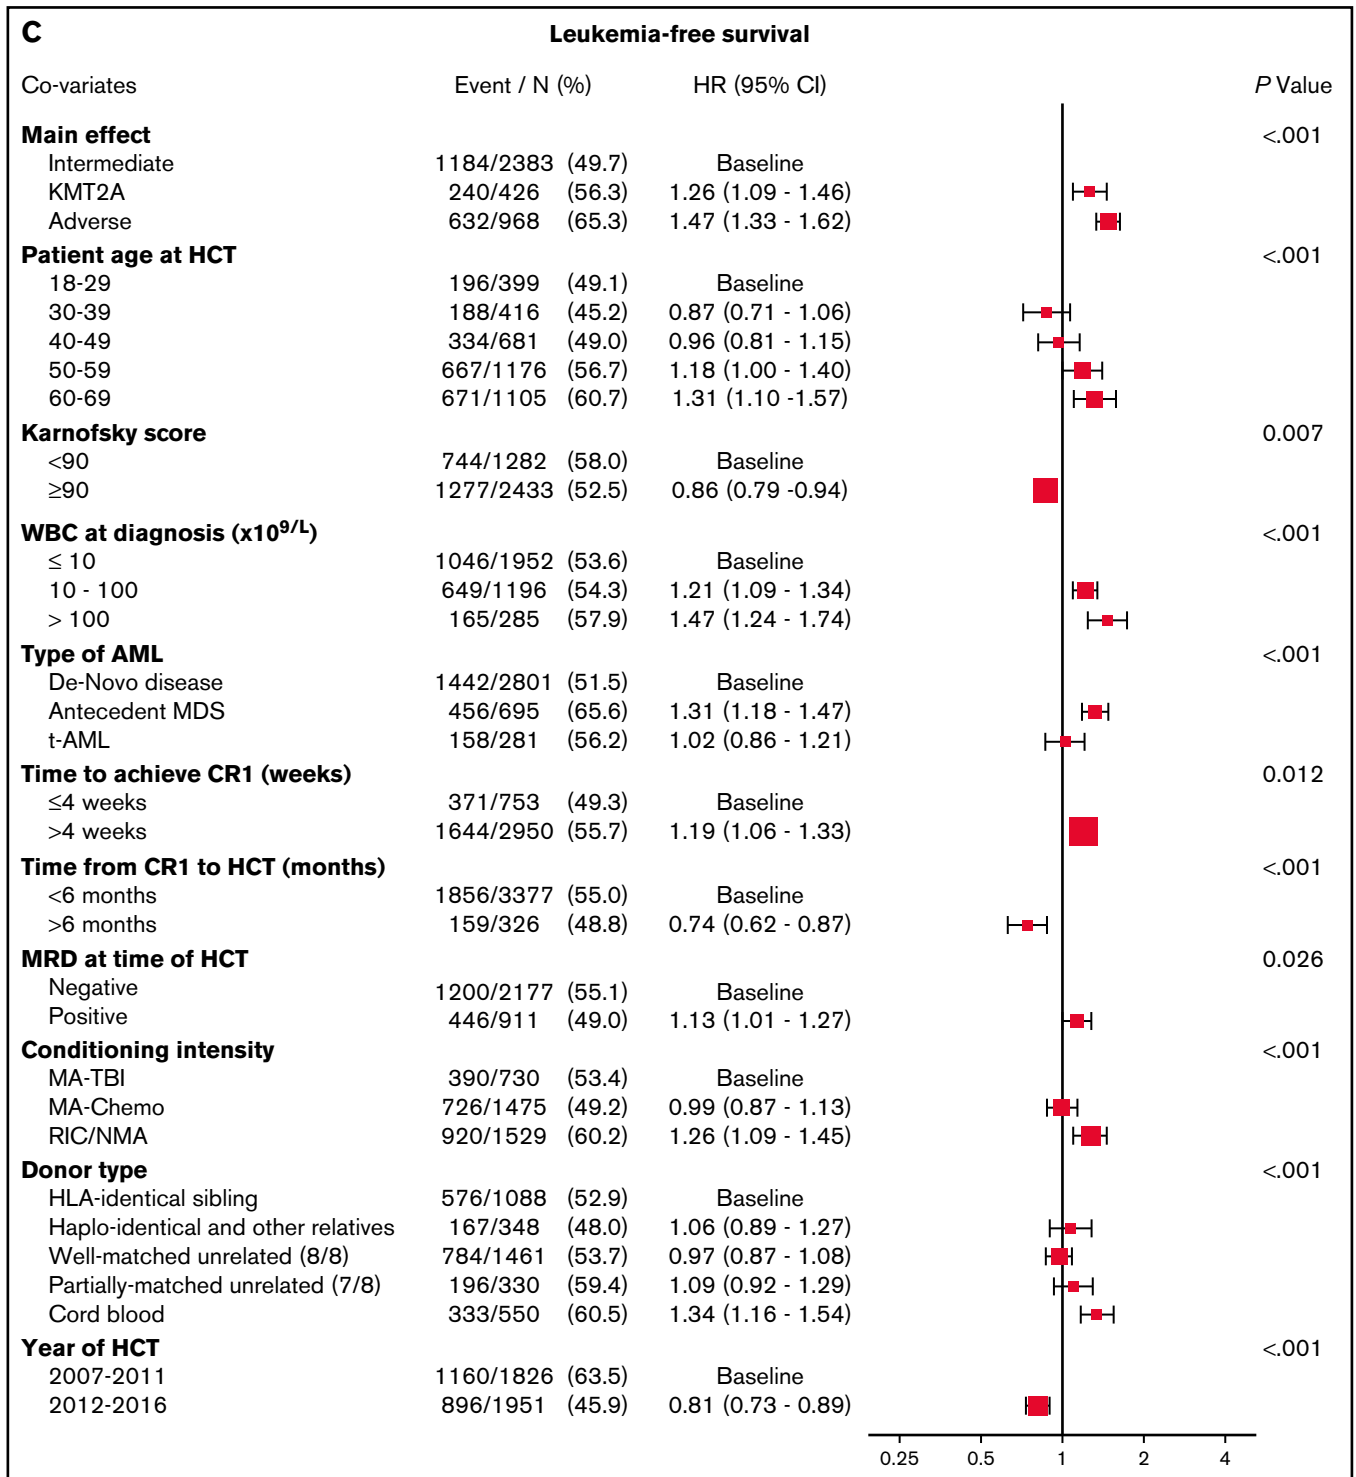 C Leukemia-free survival
Co-variates Event / N (%) HR (95% CI) P Value
Main effect <.001
Intermediate 1184/2383 (49.7) Baseline
KMT2A 240/426 (56.3) 1.26 (1.09 - 1.46)
Adverse 632/968 (65.3) 1.47 (1.33 - 1.62)
Patient age at HCT <.001
18-29 196/399 (49.1) Baseline
30-39 188/416 (45.2) 0.87 (0.71 - 1.06)
40-49 334/681 (49.0) 0.96 (0.81 - 1.15)
50-59 667/1176 (56.7) 1.18 (1.00 - 1.40)
60-69 671/1105 (60.7) 1.31 (1.10 -1.57)
Karnofsky score 0.007
<90 744/1282 (58.0) Baseline
≥90 1277/2433 (52.5) 0.86 (0.79 -0.94)
WBC at diagnosis (x10^9/L) <.001
≤ 10 1046/1952 (53.6) Baseline
10 - 100 649/1196 (54.3) 1.21 (1.09 - 1.34)
> 100 165/285 (57.9) 1.47 (1.24 - 1.74)
Type of AML <.001
De-Novo disease 1442/2801 (51.5) Baseline
Antecedent MDS 456/695 (65.6) 1.31 (1.18 - 1.47)
t-AML 158/281 (56.2) 1.02 (0.86 - 1.21)
Time to achieve CR1 (weeks) 0.012
≤4 weeks 371/753 (49.3) Baseline
>4 weeks 1644/2950 (55.7) 1.19 (1.06 - 1.33)
Time from CR1 to HCT (months) <.001
<6 months 1856/3377 (55.0) Baseline
>6 months 159/326 (48.8) 0.74 (0.62 - 0.87)
MRD at time of HCT 0.026
Negative 1200/2177 (55.1) Baseline
Positive 446/911 (49.0) 1.13 (1.01 - 1.27)
Conditioning intensity <.001
MA-TBI 390/730 (53.4) Baseline
MA-Chemo 726/1475 (49.2) 0.99 (0.87 - 1.13)
RIC/NMA 920/1529 (60.2) 1.26 (1.09 - 1.45)
Donor type <.001
HLA-identical sibling 576/1088 (52.9) Baseline
Haplo-identical and other relatives 167/348 (48.0) 1.06 (0.89 - 1.27)
Well-matched unrelated (8/8) 784/1461 (53.7) 0.97 (0.87 - 1.08)
Partially-matched unrelated (7/8) 196/330 (59.4) 1.09 (0.92 - 1.29)
Cord blood 333/550 (60.5) 1.34 (1.16 - 1.54)
Year of HCT <.001
2007-2011 1160/1826 (63.5) Baseline
2012-2016 896/1951 (45.9) 0.81 (0.73 - 0.89)
0.25 0.5 1 2 4